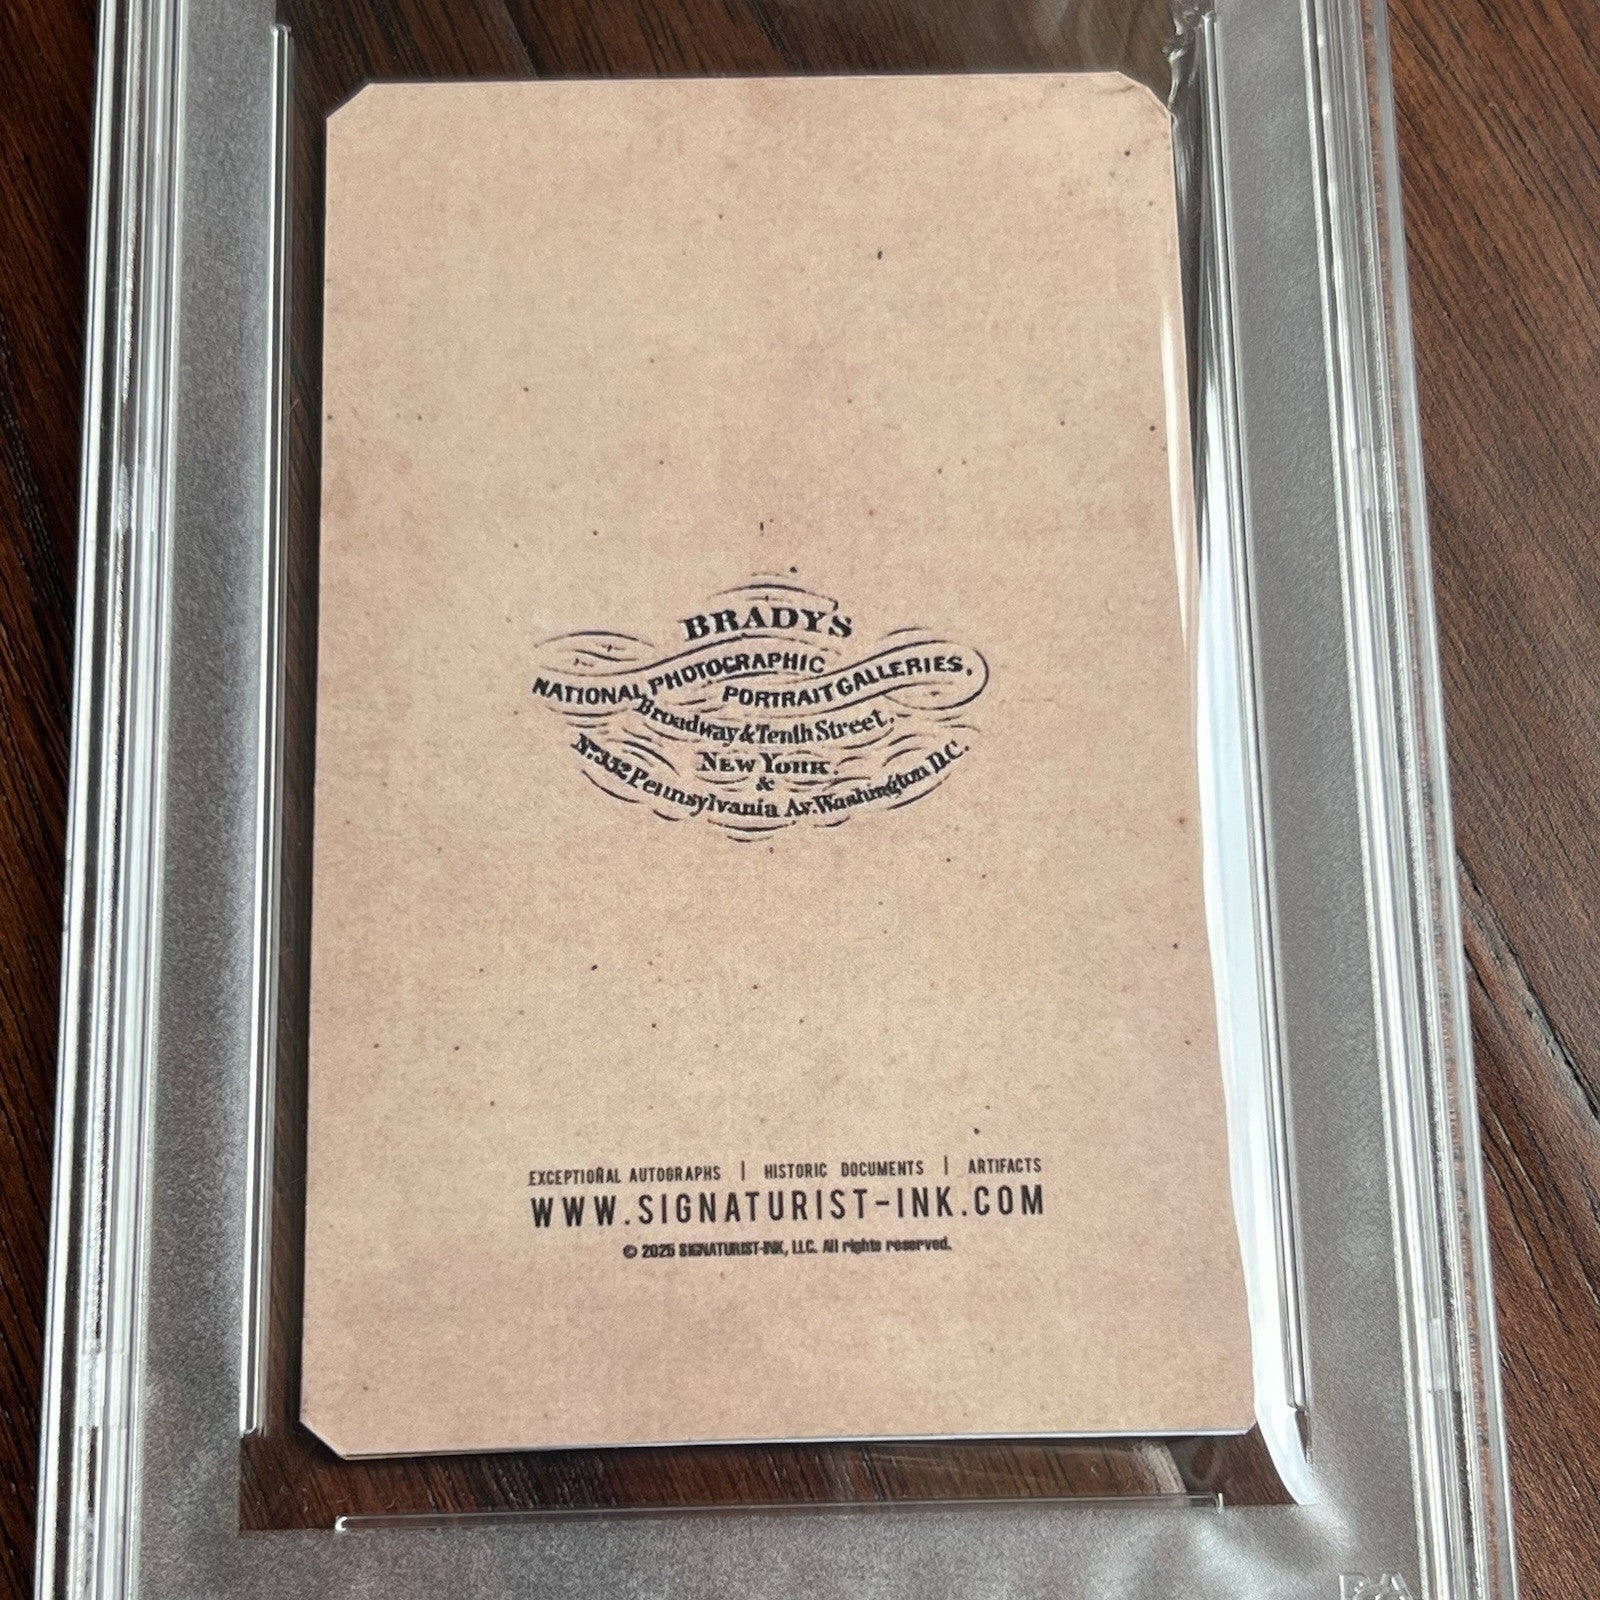 BRADY'S
NATIONAL PHOTOGRAPHIC
PORTRAIT GALLERIES,
Broadway & Tenth Street,
NEW YORK.
&
No. 352 Pennsylvania Av. Washington D.C.
EXCEPTIONAL AUTOGRAPHS | HISTORIC DOCUMENTS | ARTIFACTS
WWW.SIGNATURIST-INK.COM
© 2025 SIGNATURIST-INK, LLC. All rights reserved.